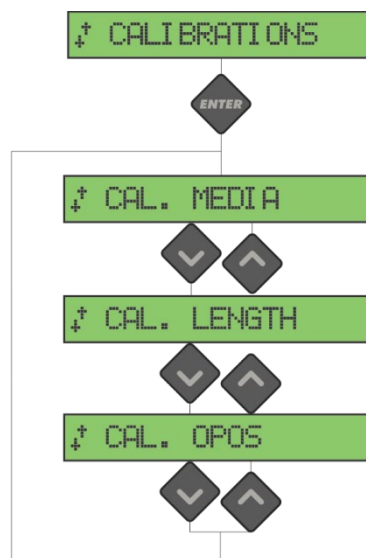 CALIBRATIONS
ENTER
CAL. MEDIA
CAL. LENGTH
CAL. OPOS